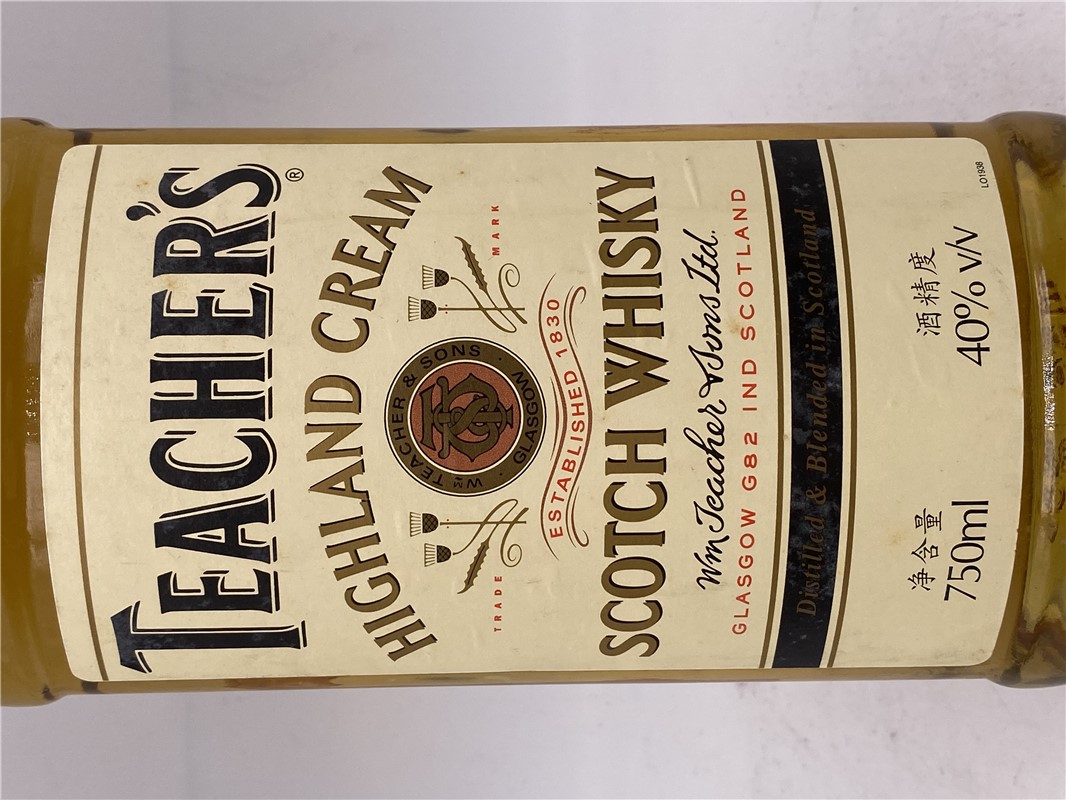 TEACHER'S®
HIGHLAND CREAM
TRADE MARK
WM TEACHER & SONS · GLASGOW ·
ESTABLISHED 1830
SCOTCH WHISKY
Wm Teacher & Sons Ltd.
GLASGOW G82 IND SCOTLAND
Distilled & Blended in Scotland
净含量 酒精度
750ml 40% v/v
L01938